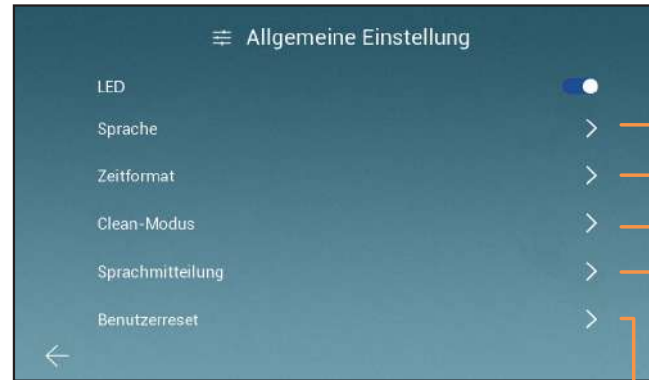 Allgemeine Einstellung
LED
Sprache
Zeitformat
Clean-Modus
Sprachmitteilung
Benutzerreset